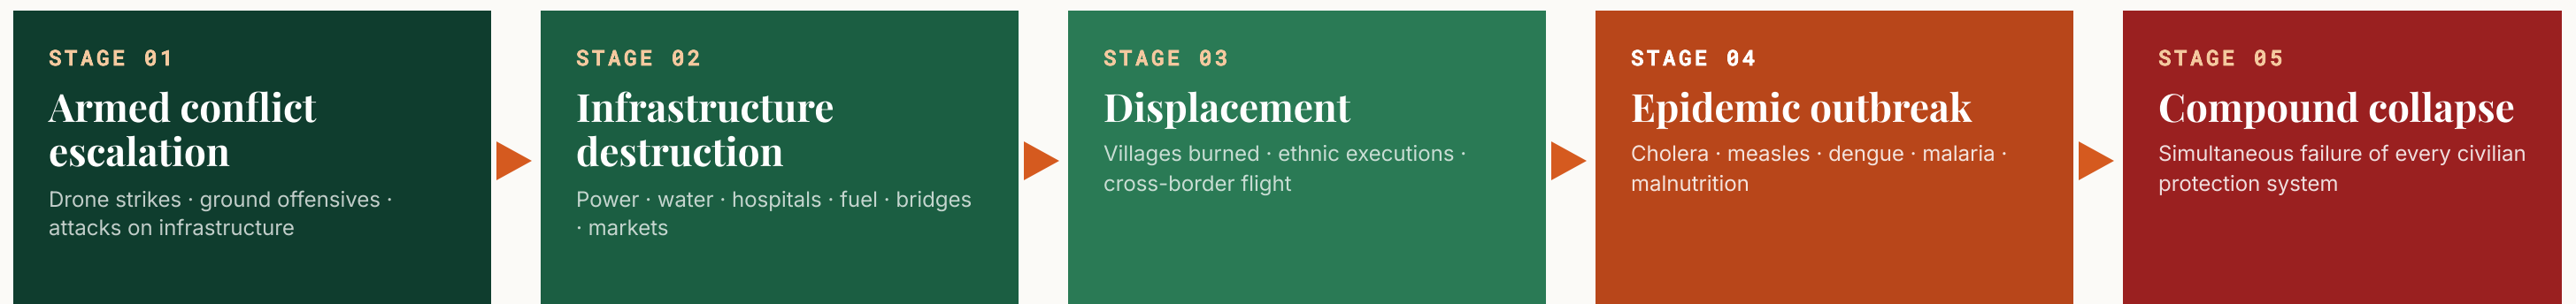 STAGE 01
Armed conflict
escalation
Drone strikes · ground offensives ·
attacks on infrastructure
STAGE 02
Infrastructure
destruction
Power · water · hospitals · fuel · bridges
· markets
STAGE 03
Displacement
Villages burned · ethnic executions ·
cross-border flight
STAGE 04
Epidemic outbreak
Cholera · measles · dengue · malaria ·
malnutrition
STAGE 05
Compound collapse
Simultaneous failure of every civilian
protection system